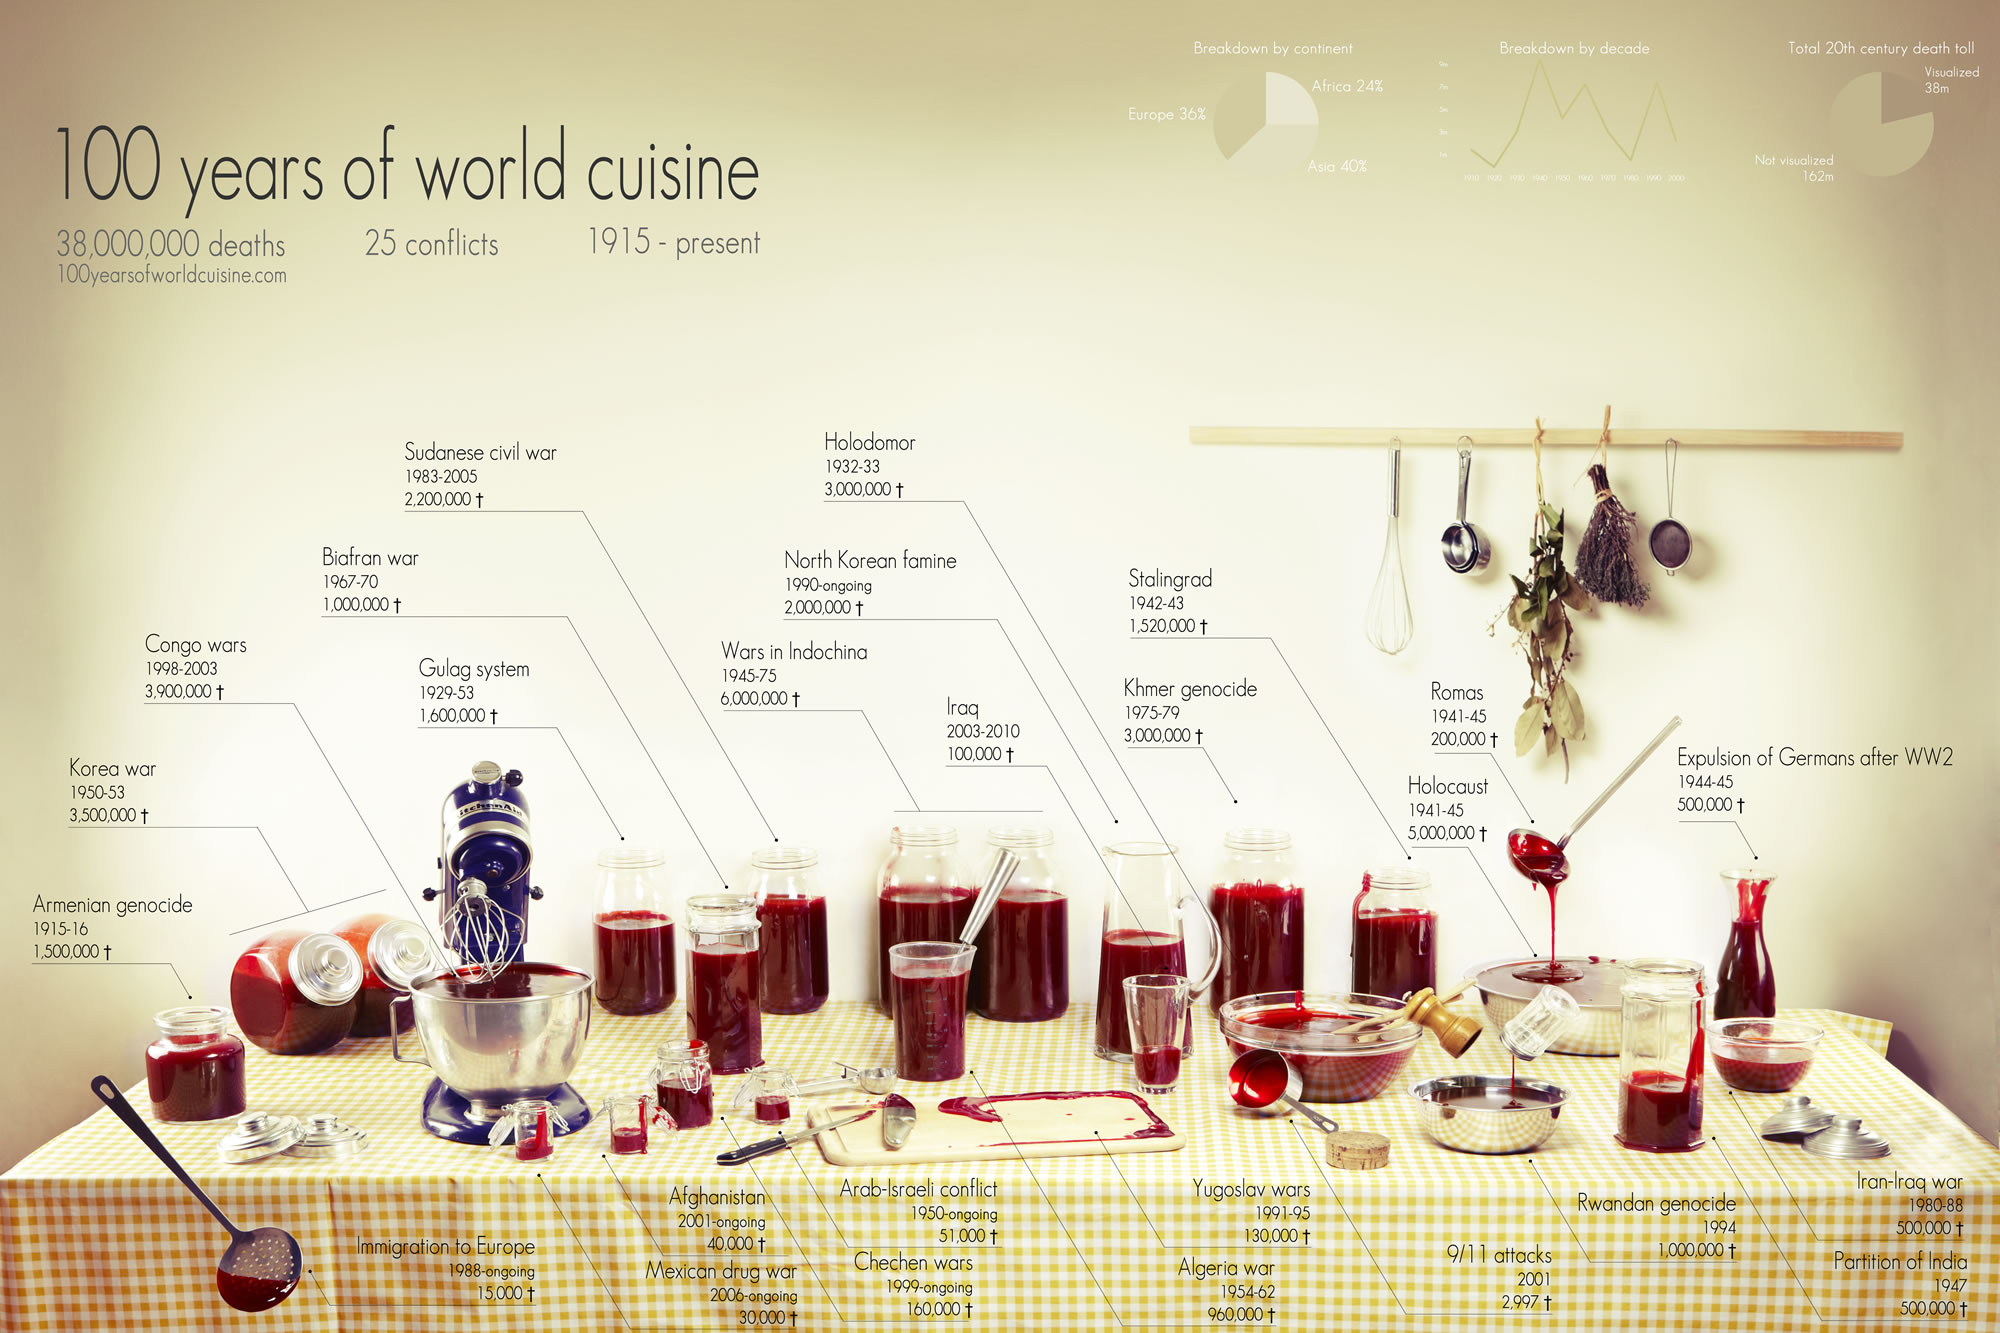 Breakdown by continent
Africa 24%
Europe 36%
Asia 40%
Breakdown by decade
1910 1920 1930 1940 1950 1960 1970 1980 1990 2000
Total 20th century death toll
Visualized
38m
Not visualized
162m
100 years of world cuisine
38,000,000 deaths 25 conflicts 1915 - present
100yearsofworldcuisine.com
Sudanese civil war
1983-2005
2,200,000 †
Holodomor
1932-33
3,000,000 †
Biafran war
1967-70
1,000,000 †
North Korean famine
1990-ongoing
2,000,000 †
Stalingrad
1942-43
1,520,000 †
Congo wars
1998-2003
3,900,000 †
Gulag system
1929-53
1,600,000 †
Wars in Indochina
1945-75
6,000,000 †
Iraq
2003-2010
100,000 †
Khmer genocide
1975-79
3,000,000 †
Romas
1941-45
200,000 †
Holocaust
1941-45
5,000,000 †
Expulsion of Germans after WW2
1944-45
500,000 †
Korea war
1950-53
3,500,000 †
Armenian genocide
1915-16
1,500,000 †
Immigration to Europe
1988-ongoing
15,000 †
Afghanistan
2001-ongoing
40,000 †
Mexican drug war
2006-ongoing
30,000 †
Arab-Israeli conflict
1950-ongoing
51,000 †
Chechen wars
1999-ongoing
160,000 †
Yugoslav wars
1991-95
130,000 †
Algeria war
1954-62
960,000 †
9/11 attacks
2001
2,997 †
Rwandan genocide
1994
1,000,000 †
Iran-Iraq war
1980-88
500,000 †
Partition of India
1947
500,000 †